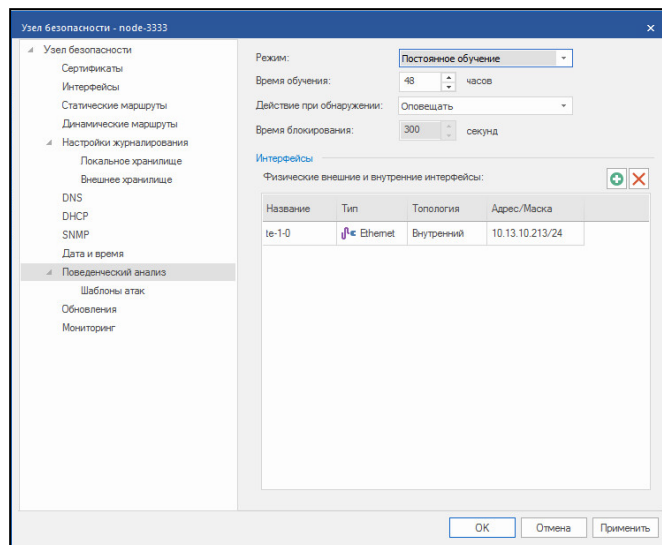 Узел безопасности - node-3333
Узел безопасности
Сертификаты
Интерфейсы
Статические маршруты
Динамические маршруты
Настройки журналирования
Локальное хранилище
Внешнее хранилище
DNS
DHCP
SNMP
Дата и время
Поведенческий анализ
Шаблоны атак
Обновления
Мониторинг
Режим: Постоянное обучение
Время обучения: 48 часов
Действие при обнаружении: Оповещать
Время блокирования: 300 секунд
Интерфейсы
Физические внешние и внутренние интерфейсы:
Название Тип Топология Адрес/Маска
te-1-0 Ethernet Внутренний 10.13.10.213/24
OK Отмена Применить